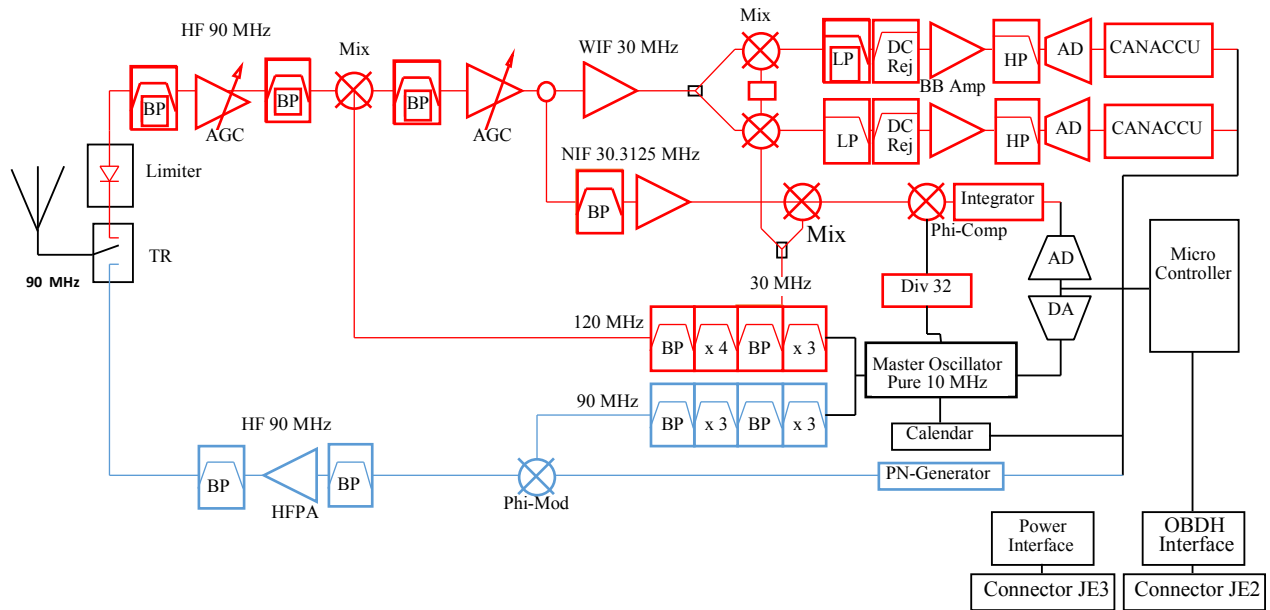 HF 90 MHz
Mix
BP
AGC
BP
BP
AGC
WIF 30 MHz
Mix
LP
DC
Rej
BB Amp
HP
AD
CANACCU
LP
DC
Rej
HP
AD
CANACCU
NIF 30.3125 MHz
BP
Mix
Phi-Comp
Integrator
Limiter
TR
90 MHz
AD
DA
Micro
Controller
Div 32
30 MHz
120 MHz
BP
x 4
BP
x 3
Master Oscillator
Pure 10 MHz
90 MHz
BP
x 3
BP
x 3
Calendar
HF 90 MHz
BP
HFPA
BP
Phi-Mod
PN-Generator
Power
Interface
Connector JE3
OBDH
Interface
Connector JE2